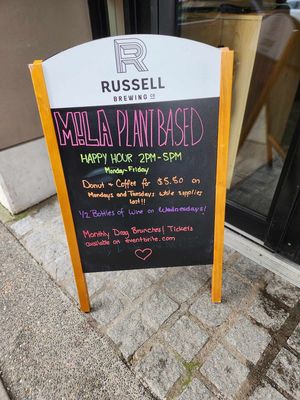 RUSSELL
BREWING CO
M!LA PLANT BASED
HAPPY HOUR 2PM-5PM
Monday-Friday
Donut & Coffee for $5.50 on
Mondays and Tuesdays while supplies
last!!
1/2 Bottles of Wine on Wednesdays!
Monthly Drag Brunches! Tickets
available on eventbrite.com